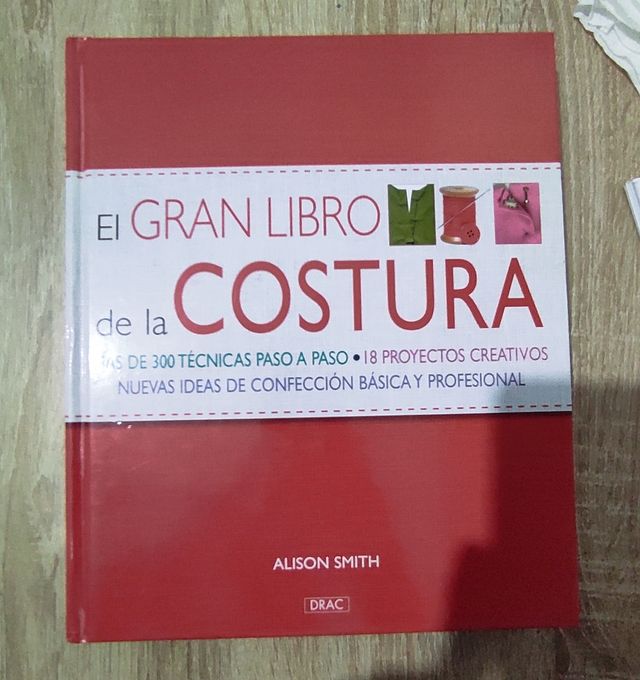 El GRAN LIBRO
de la COSTURA
DE 300 TÉCNICAS PASO A PASO • 18 PROYECTOS CREATIVOS
NUEVAS IDEAS DE CONFECCIÓN BÁSICA Y PROFESIONAL
ALISON SMITH
DRAC